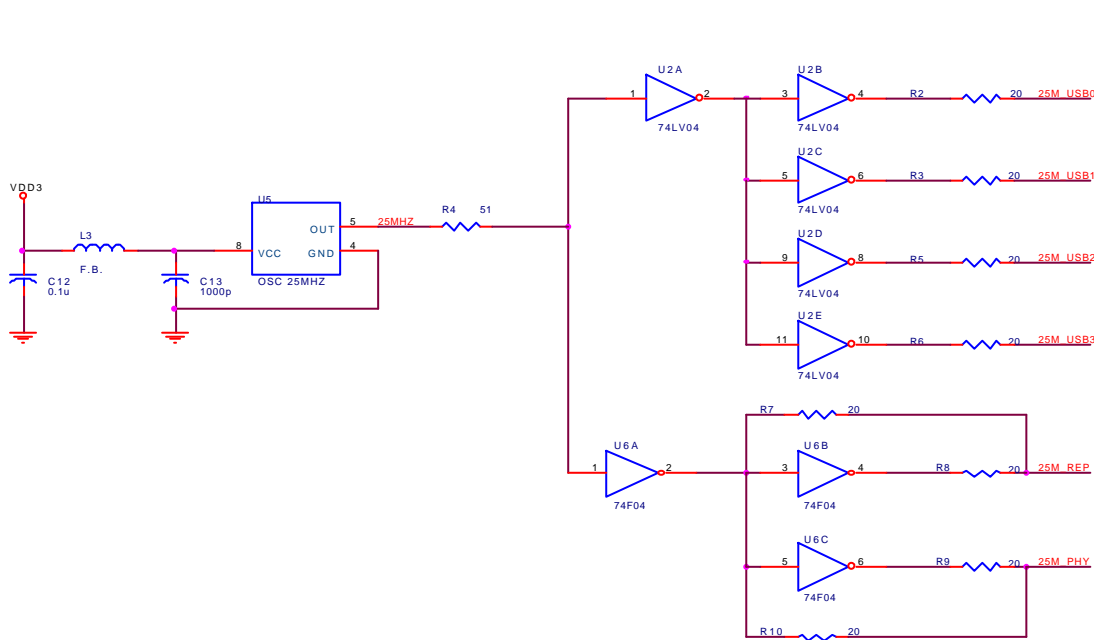 U2A
1
2
74LV04
U2B
3
4
74LV04
R2
20
25M_USB0
U2C
5
6
74LV04
R3
20
25M_USB1
VDD3
L3
F.B.
C12
0.1u
C13
1000p
U5
8
VCC
OUT
GND
5
4
OSC 25MHZ
25MHZ
R4
51
U2D
9
8
74LV04
R5
20
25M_USB2
U2E
11
10
74LV04
R6
20
25M_USB3
R7
20
U6A
1
2
74F04
U6B
3
4
74F04
R8
20
25M_REP
U6C
5
6
74F04
R9
20
25M_PHY
R10
20